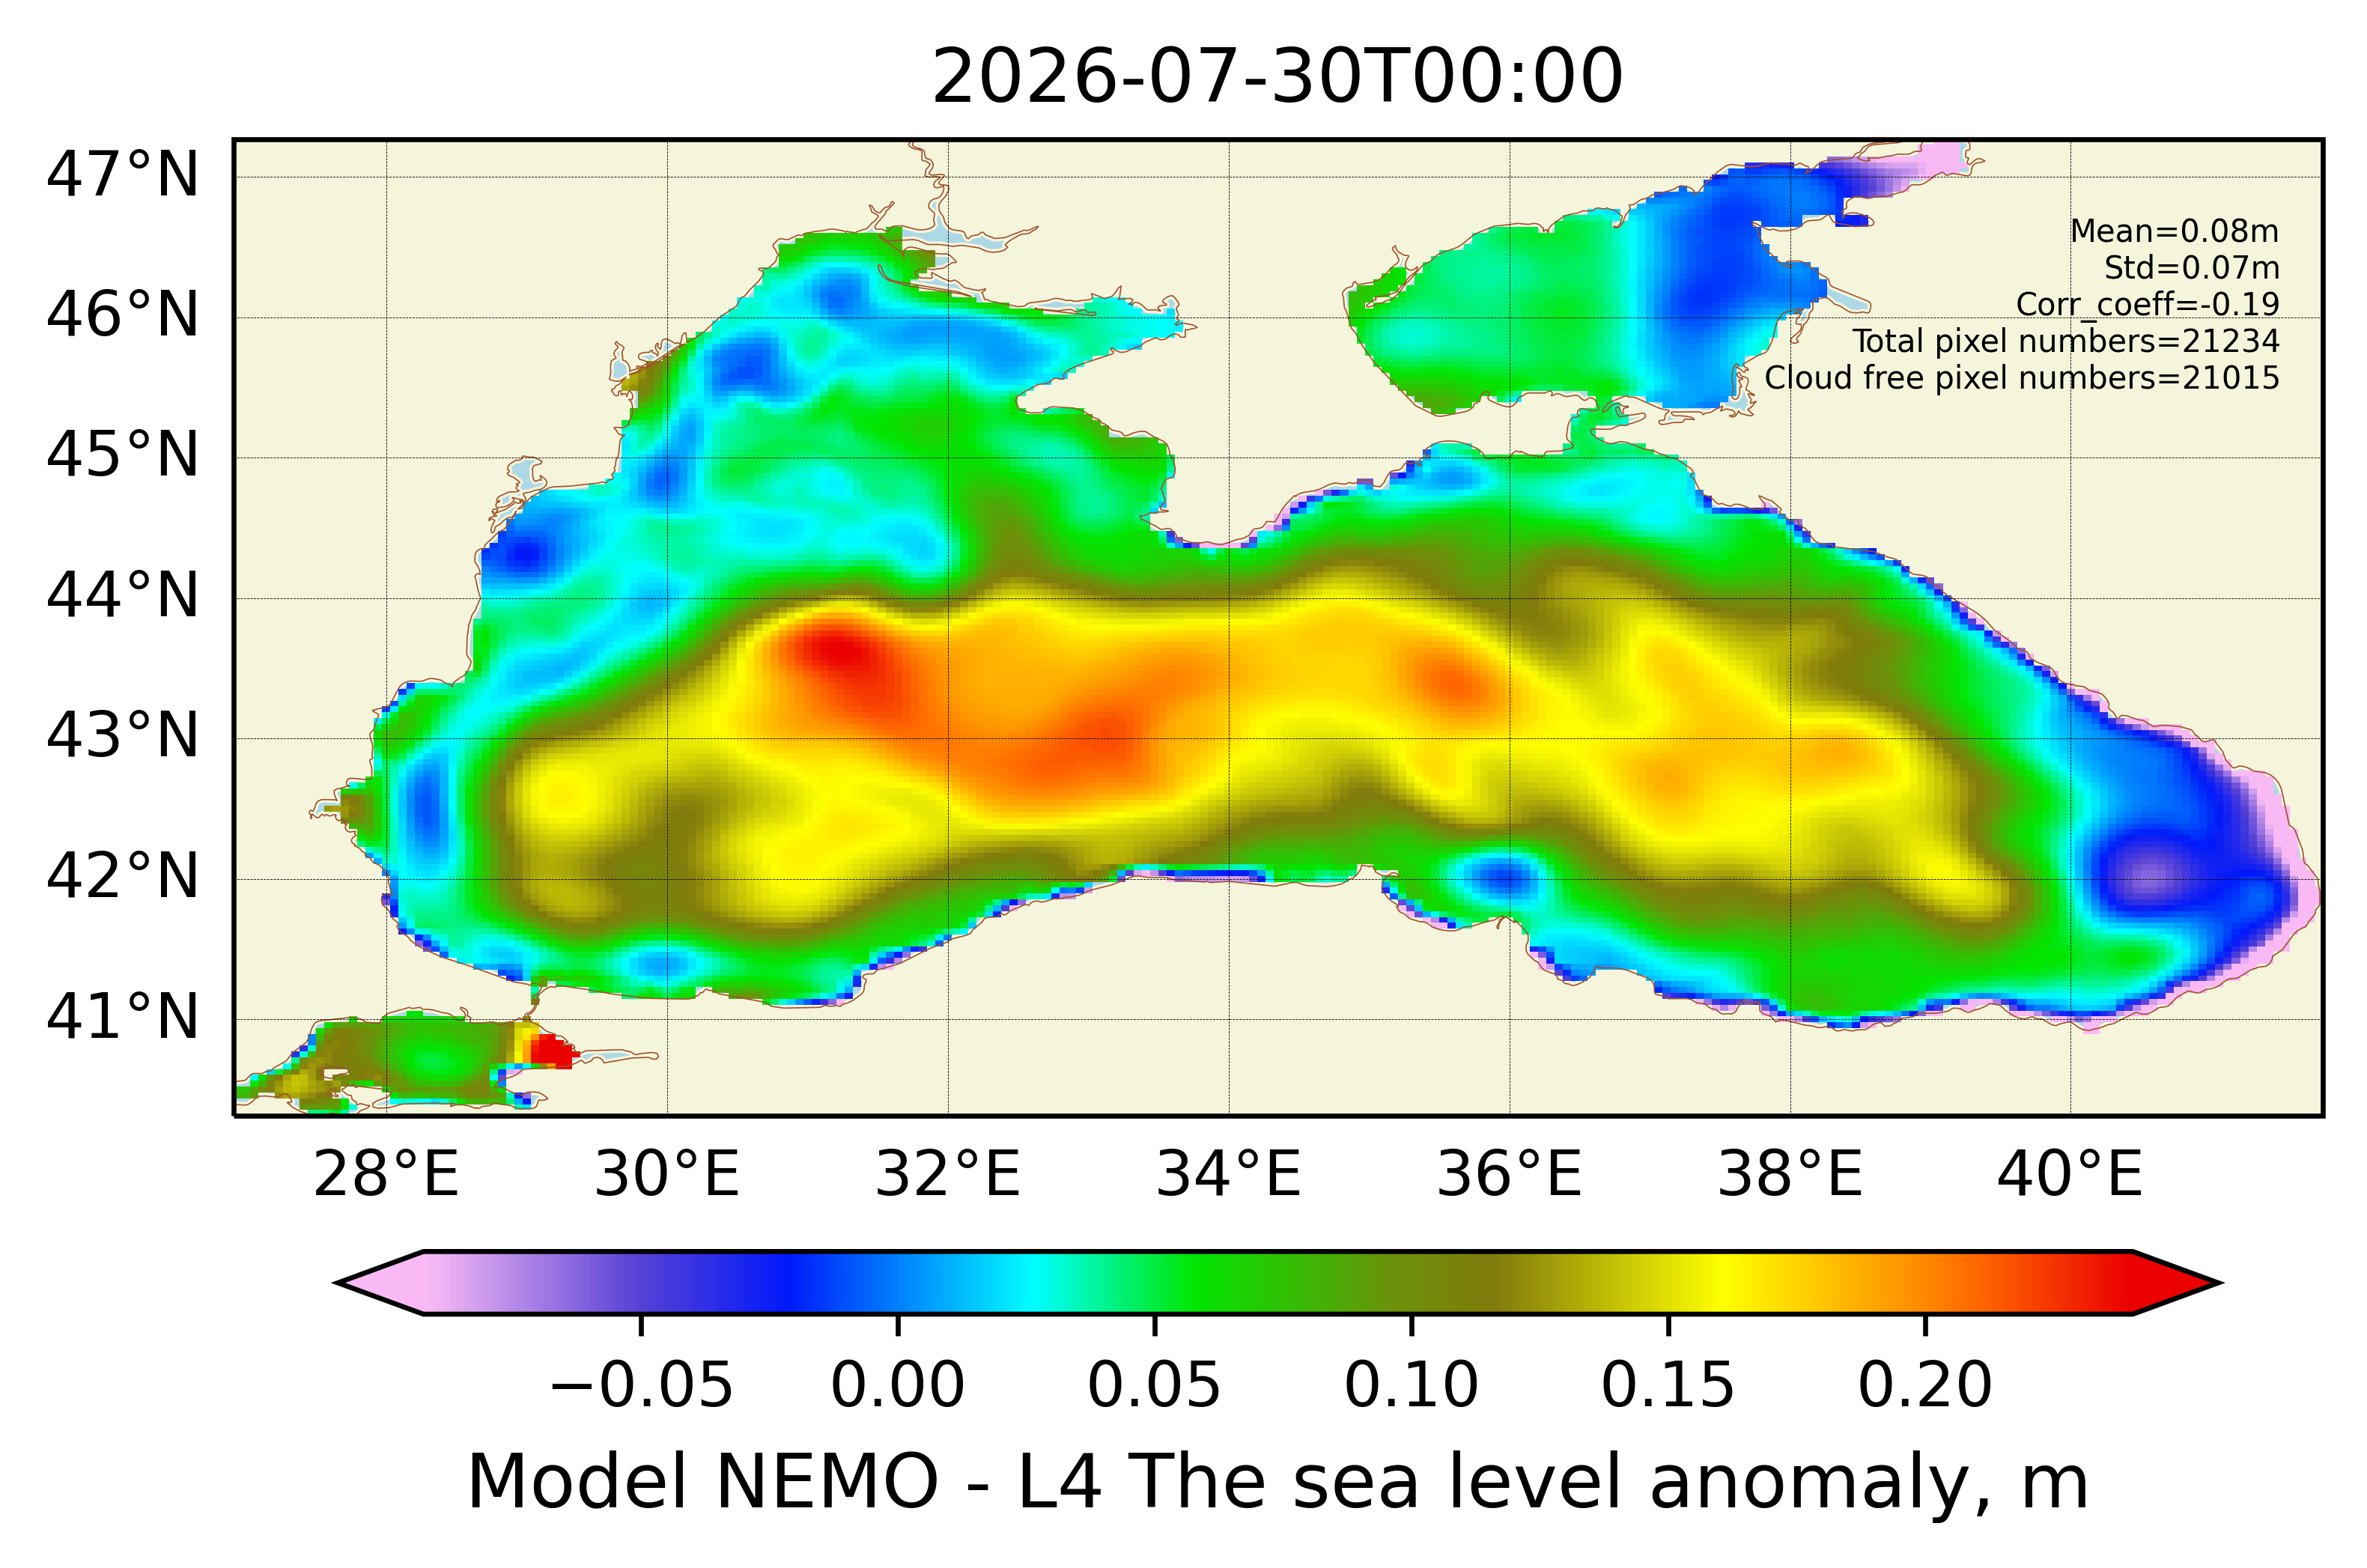 2026-07-30T00:00
47°N
46°N
45°N
44°N
43°N
42°N
41°N
Mean=0.08m
Std=0.07m
Corr_coeff=-0.19
Total pixel numbers=21234
Cloud free pixel numbers=21015
28°E 30°E 32°E 34°E 36°E 38°E 40°E
−0.05 0.00 0.05 0.10 0.15 0.20
Model NEMO - L4 The sea level anomaly, m